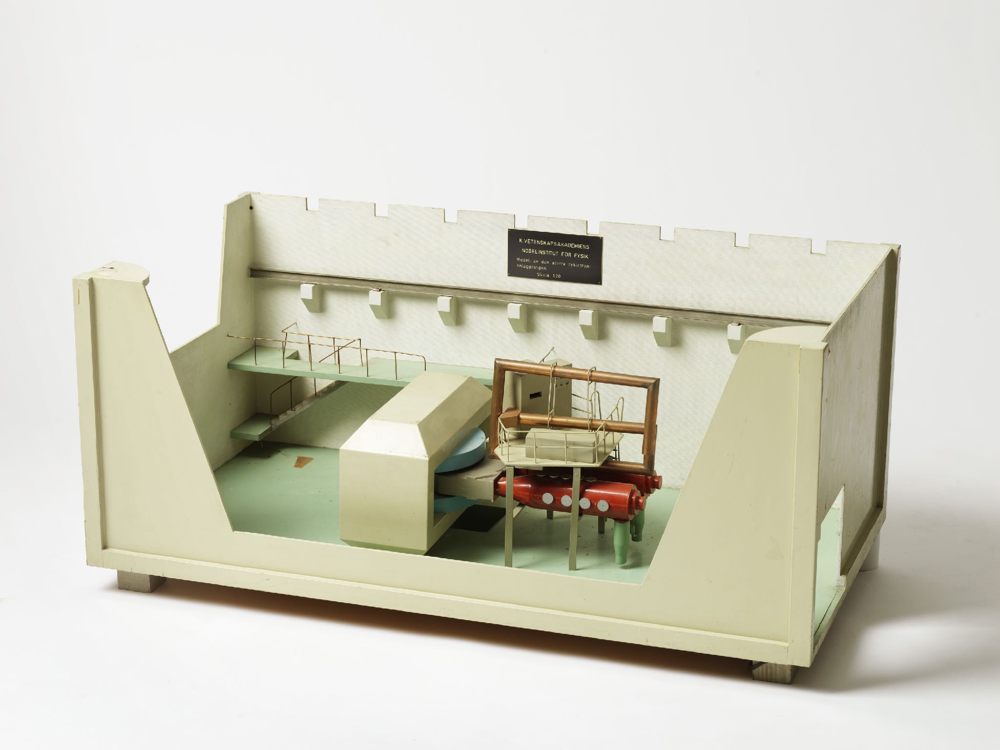 K.VETENSKAPSAKADEMIENS
NOBELINSTITUT FÖR FYSIK.
Modell av den större cyklotron-
anläggningen.
Skala 1:20